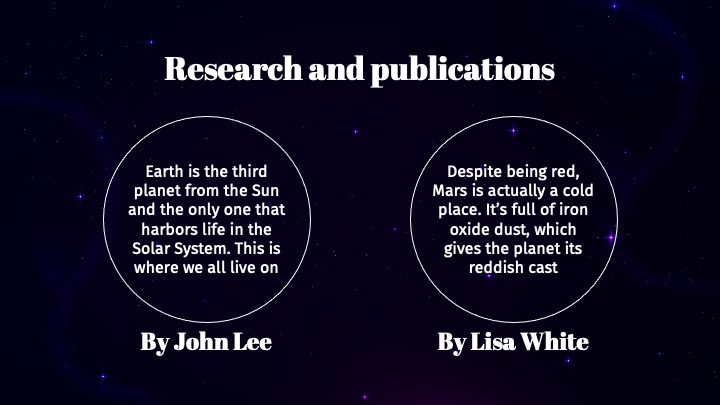 Research and publications
Earth is the third
planet from the Sun
and the only one that
harbors life in the
Solar System. This is
where we all live on
By John Lee
Despite being red,
Mars is actually a cold
place. It’s full of iron
oxide dust, which
gives the planet its
reddish cast
By Lisa White